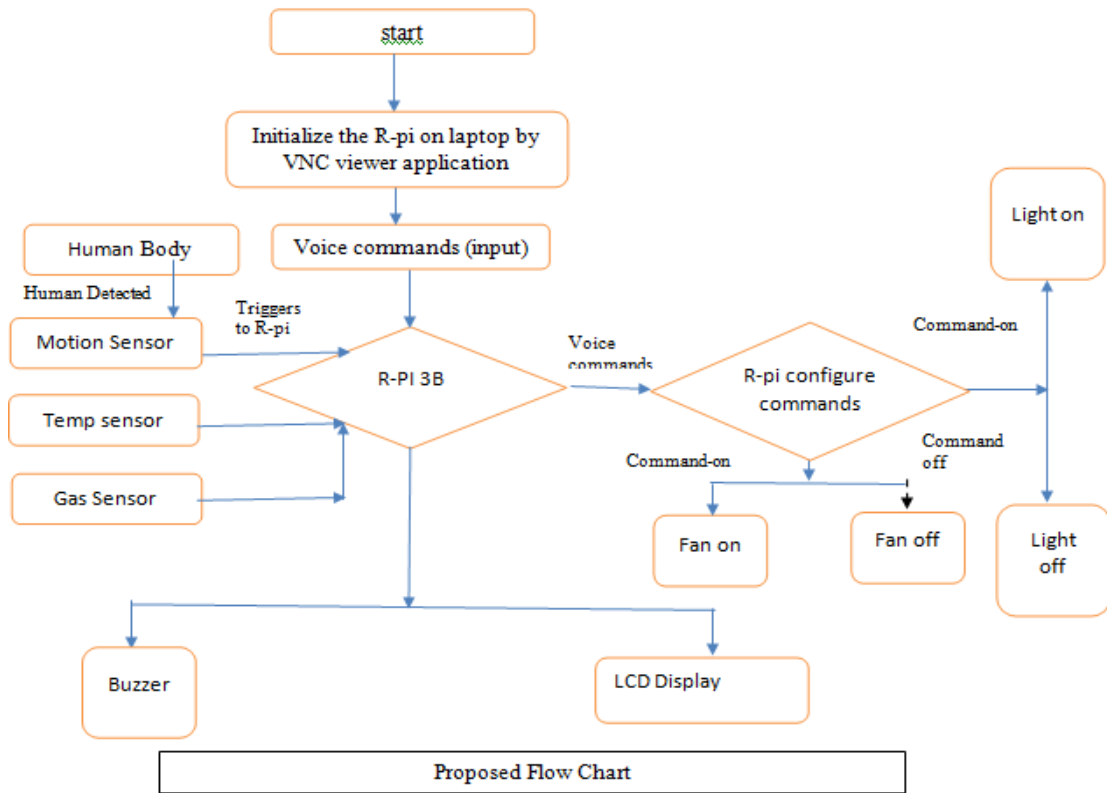 start
Initialize the R-pi on laptop by
VNC viewer application
Voice commands (input)
Human Body
Human Detected
Motion Sensor
Triggers
to R-pi
R-PI 3B
Temp sensor
Gas Sensor
Voice
commands
R-pi configure
commands
Command-on
Light on
Command
off
Light
off
Command-on
Fan on
Fan off
Buzzer
LCD Display
Proposed Flow Chart